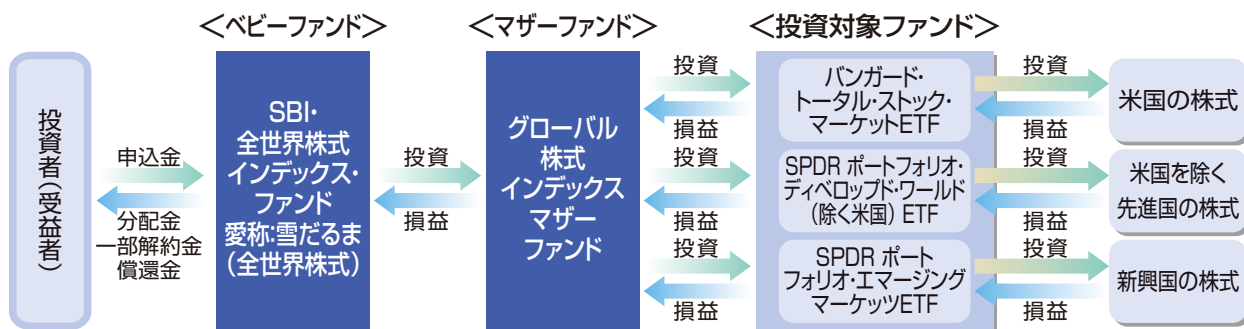 ＜ベビーファンド＞
＜マザーファンド＞
＜投資対象ファンド＞
投資者（受益者）
申込金
分配金
一部解約金
償還金
SBI・
全世界株式
インデックス・
ファンド
愛称:雪だるま
（全世界株式）
投資
損益
グローバル
株式
インデックス
マザー
ファンド
投資
損益
投資
損益
投資
損益
バンガード・
トータル・ストック・
マーケットETF
SPDR ポートフォリオ・
ディベロップド・ワールド
（除く米国）ETF
SPDR ポート
フォリオ・エマージング
マーケッツETF
投資
損益
投資
損益
投資
損益
米国の株式
米国を除く
先進国の株式
新興国の株式